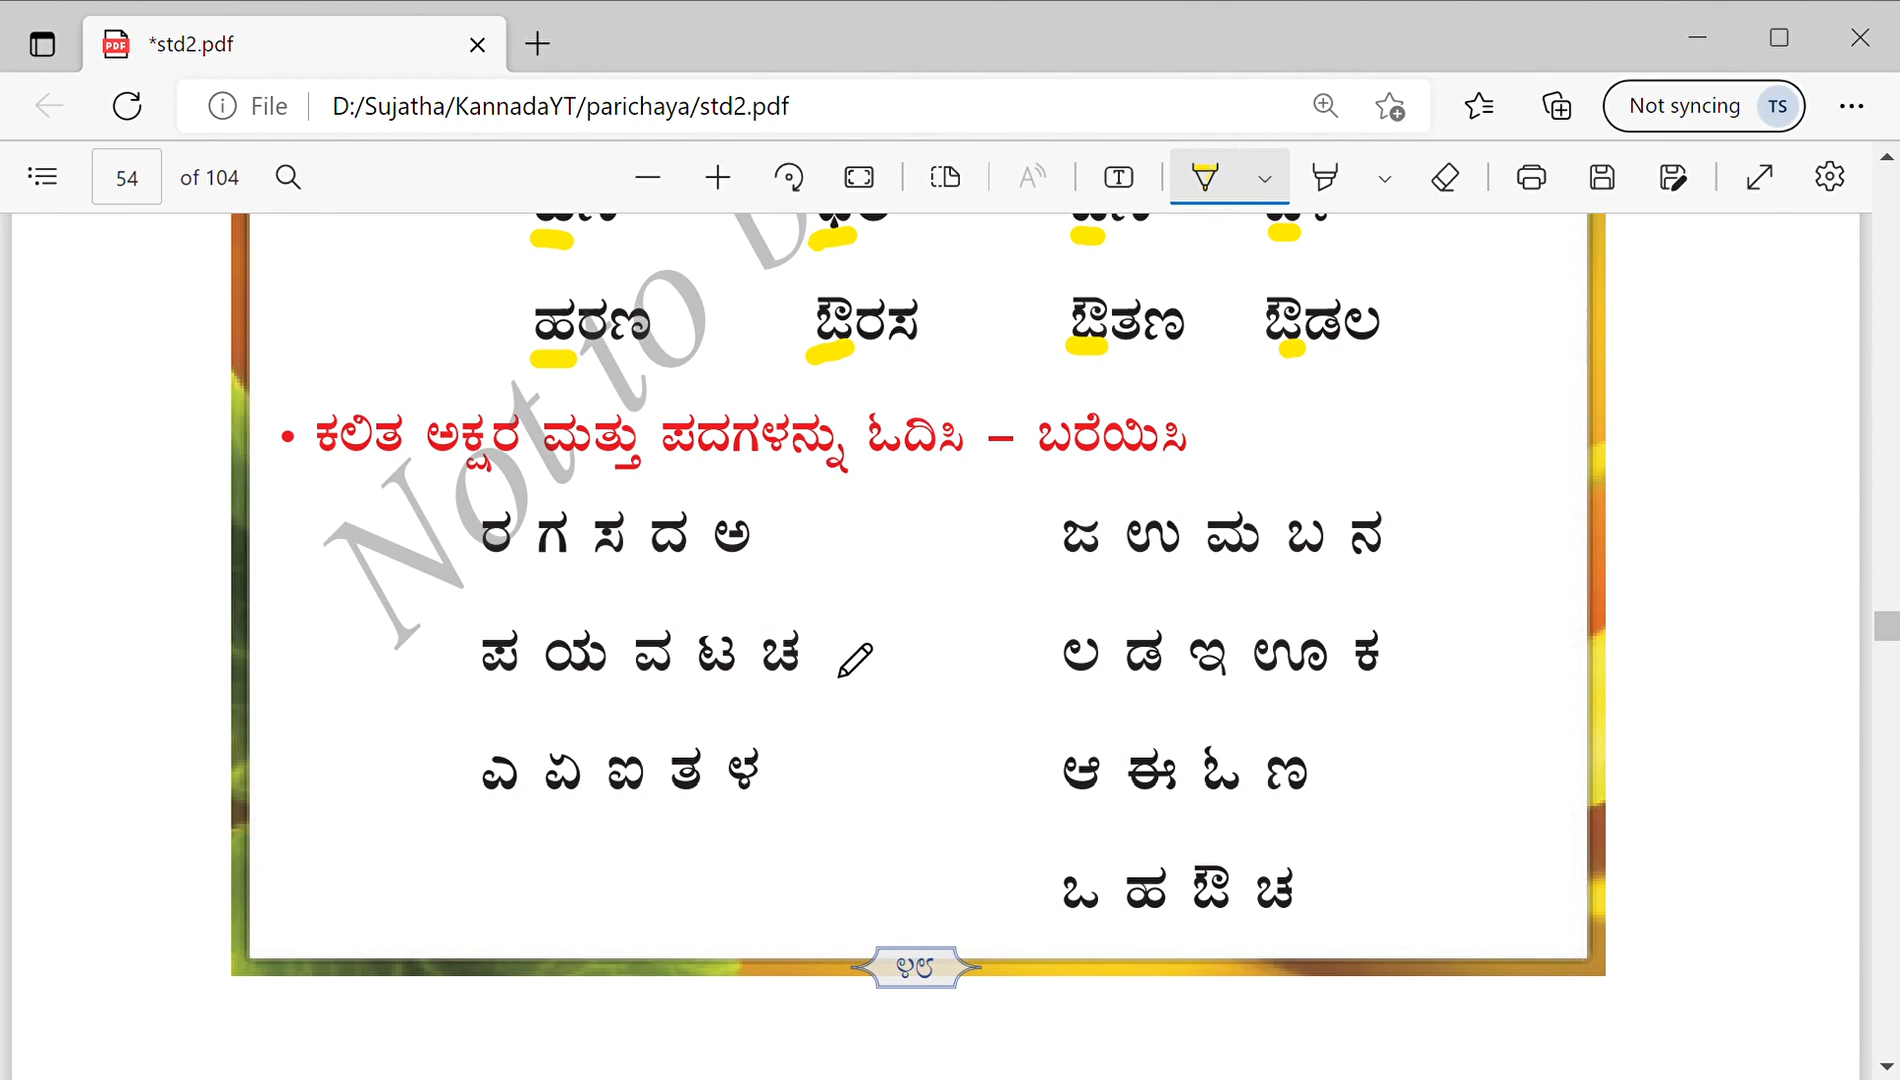 *std2.pdf
File D:/Sujatha/KannadaYT/parichaya/std2.pdf Not syncing TS
54 of 104
ಹರಣ ಔರಸ ಔತಣ ಔಡಲ
• ಕಲಿತ ಅಕ್ಷರ ಮತ್ತು ಪದಗಳನ್ನು ಓದಿಸಿ – ಬರೆಯಿಸಿ
ರ ಗ ಸ ದ ಅ ಜ ಉ ಮ ಬ ನ
ಪ ಯ ವ ಟ ಚ ಲ ಡ ಇ ಊ ಕ
ಎ ಏ ಐ ತ ಳ ಆ ಈ ಓ ಣ
ಒ ಹ ಔ ಚ
೪೮
Not to